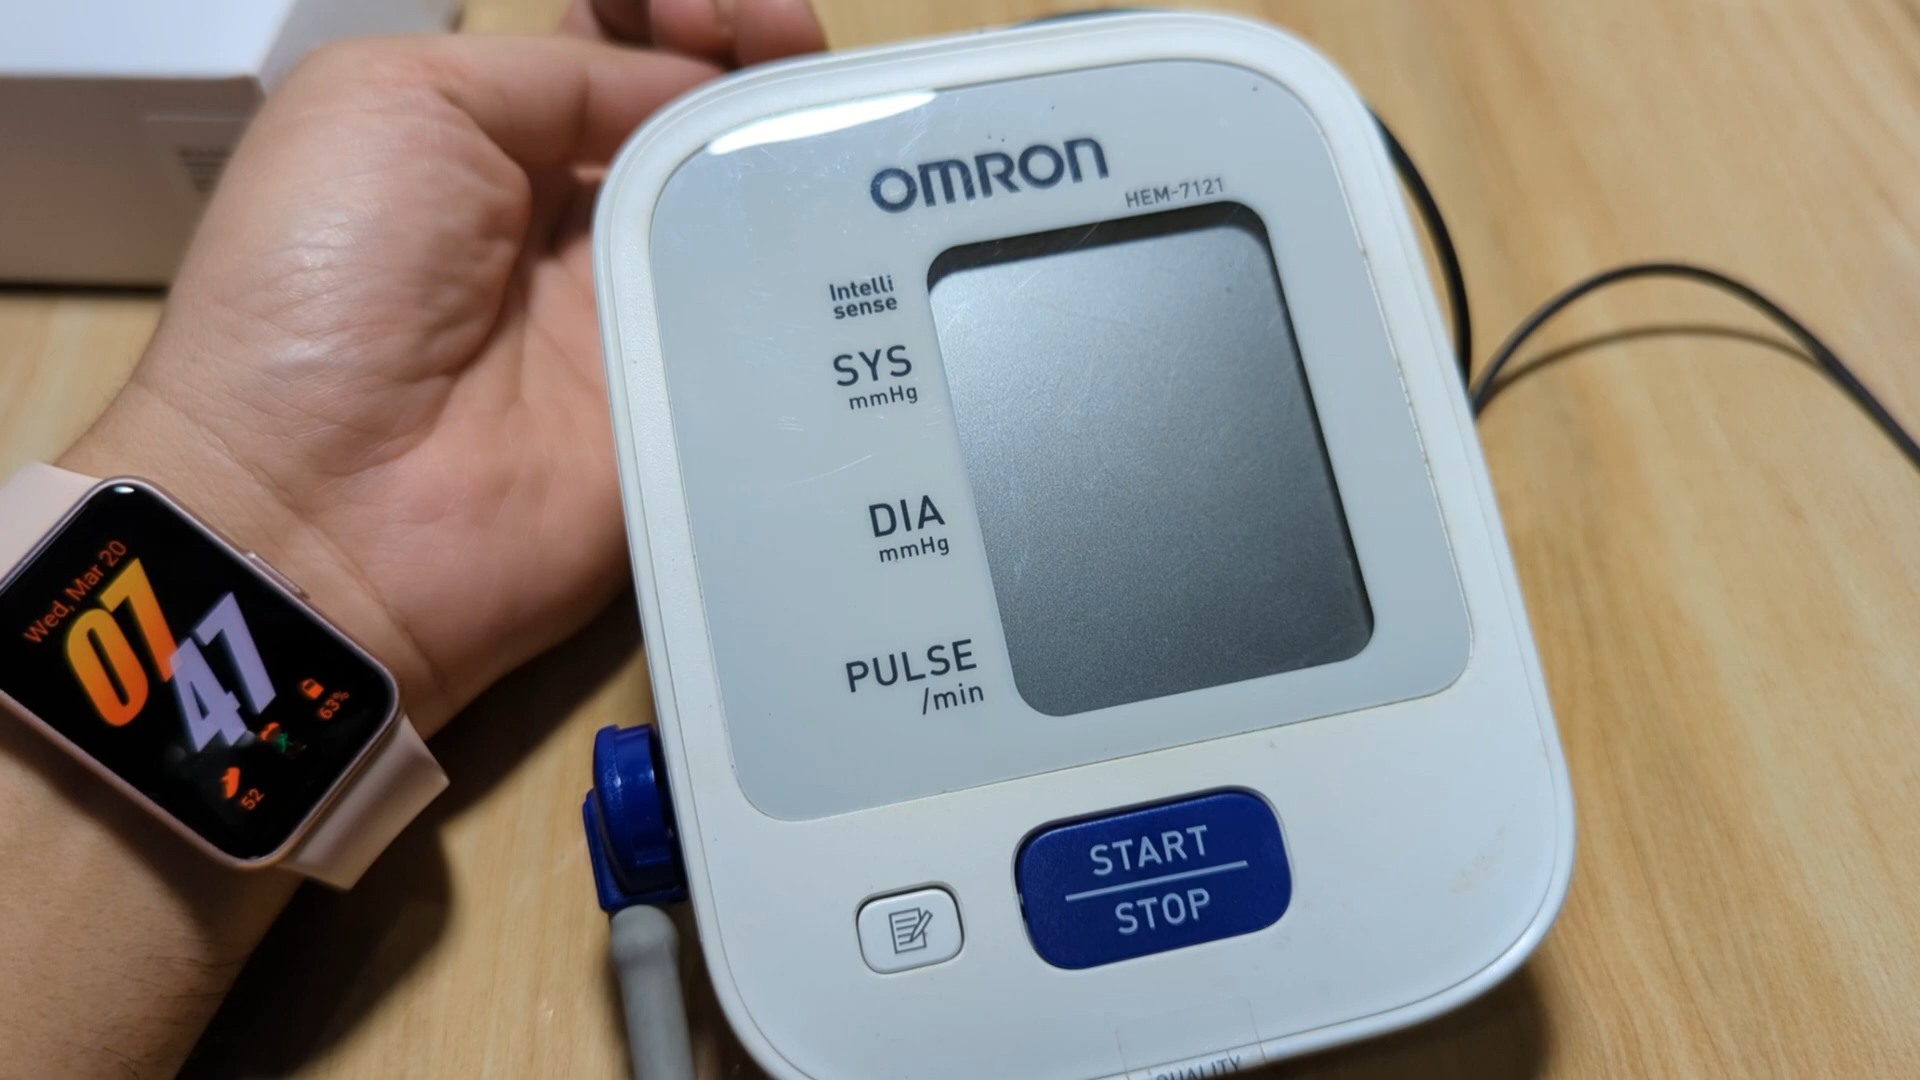 OMRON
HEM-7121
Intelli
sense
SYS
mmHg
DIA
mmHg
PULSE
/min
START
STOP
QUALITY
Wed, Mar 20
07
47
63%
52